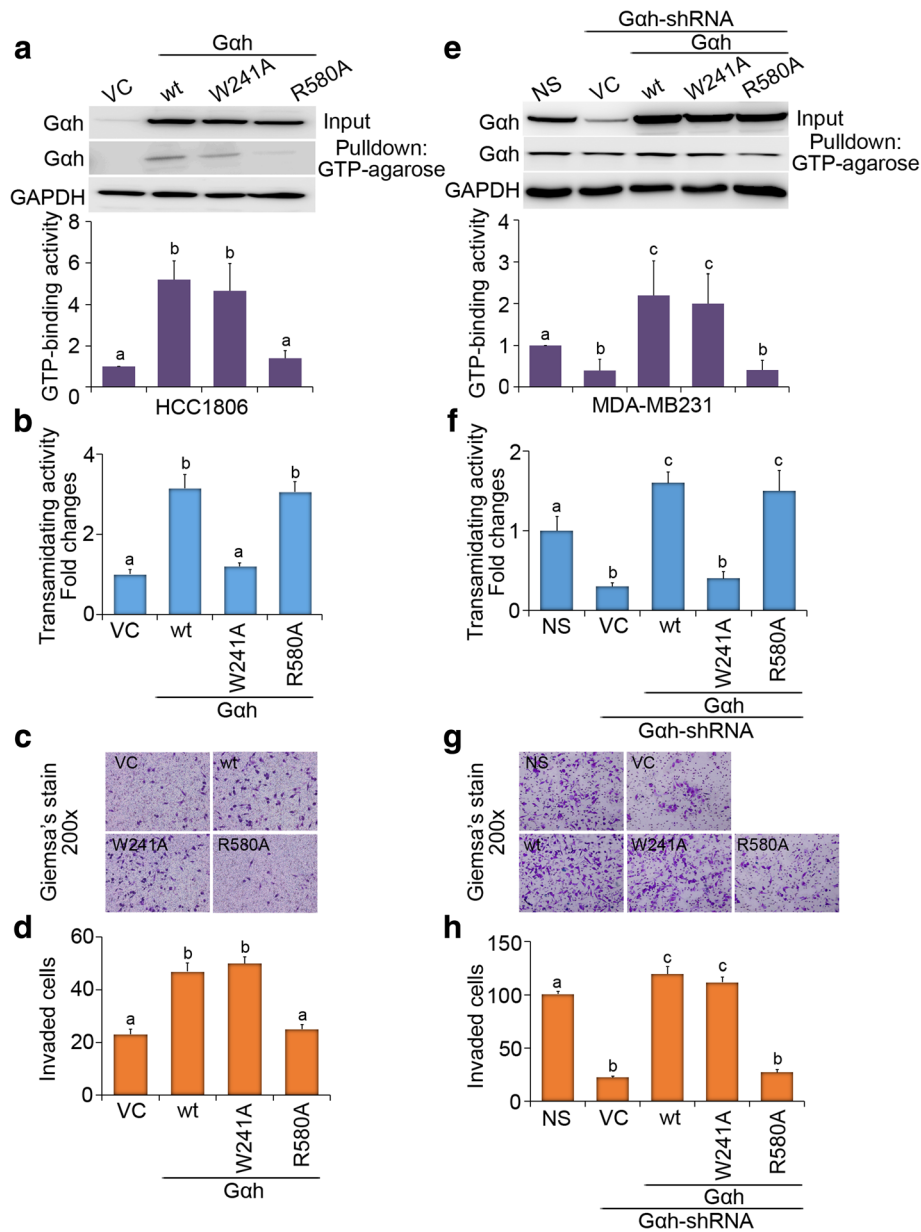 a
Gαh
VC
wt
W241A
R580A
Gαh
Input
Gαh
Pulldown:
GTP-agarose
GAPDH
GTP-binding activity
8
6
4
2
0
a
b
b
a
HCC1806
b
Transamidating activity
Fold changes
4
2
0
a
b
a
b
VC
wt
W241A
R580A
Gαh
c
Giemsa's stain
200x
VC
wt
W241A
R580A
d
Invaded cells
60
40
20
0
a
b
b
a
VC
wt
W241A
R580A
Gαh
e
Gαh-shRNA
Gαh
NS
VC
wt
W241A
R580A
Gαh
Input
Gαh
Pulldown:
GTP-agarose
GAPDH
GTP-binding activity
4
3
2
1
0
a
b
c
c
b
MDA-MB231
f
Transamidating activity
Fold changes
2
1
0
a
b
c
b
c
NS
VC
wt
W241A
R580A
Gαh
Gαh-shRNA
g
Giemsa's stain
200x
NS
VC
wt
W241A
R580A
h
Invaded cells
150
100
50
0
a
b
c
c
b
NS
VC
wt
W241A
R580A
Gαh
Gαh-shRNA